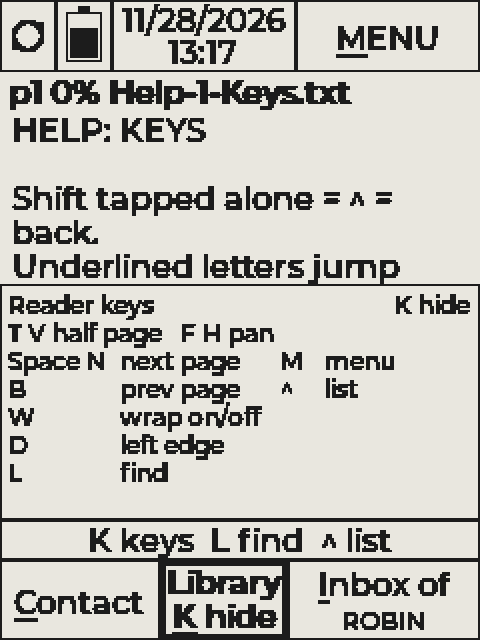 11/28/2026
13:17
MENU
p1 0% Help-1-Keys.txt
HELP: KEYS
Shift tapped alone = ^ =
back.
Underlined letters jump
Reader keys K hide
T V half page F H pan
Space N next page M menu
B prev page ^ list
W wrap on/off
D left edge
L find
K keys L find ^ list
Contact
Library
K hide
Inbox of
ROBIN